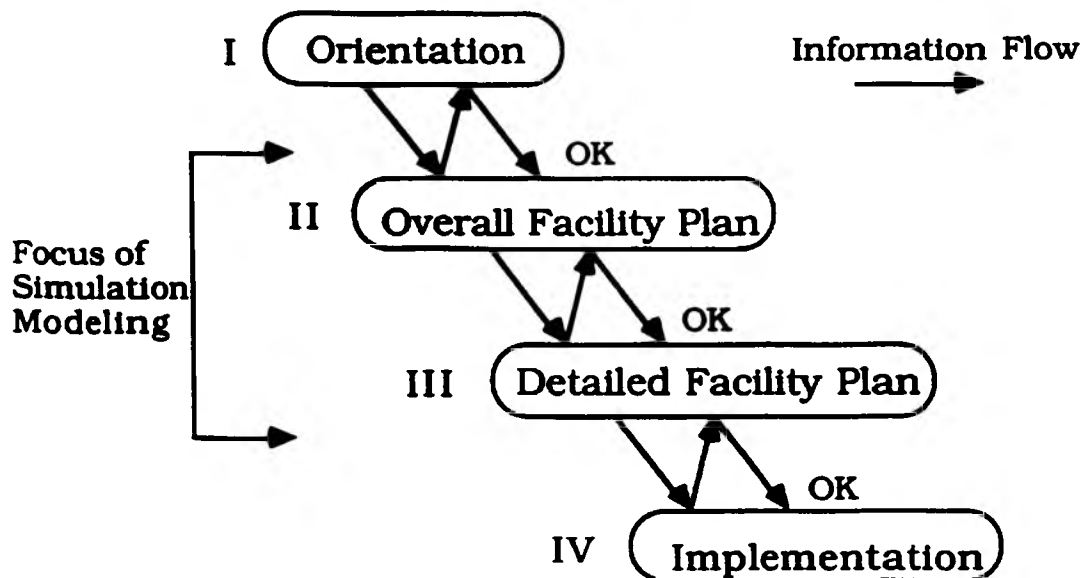 I Orientation
Information Flow
OK
II Overall Facility Plan
Focus of
Simulation
Modeling
OK
III Detailed Facility Plan
OK
IV Implementation